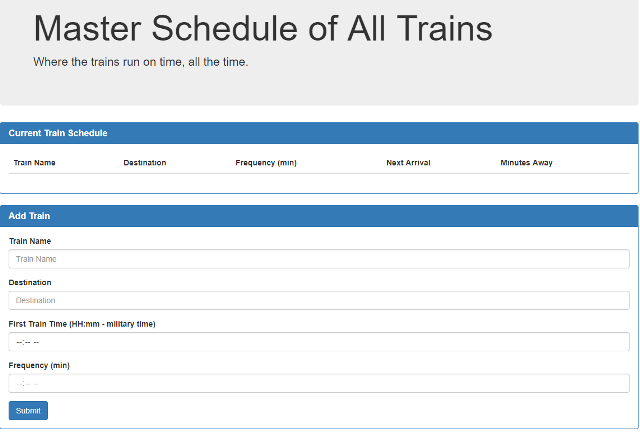 Master Schedule of All Trains
Where the trains run on time, all the time.
Current Train Schedule
Train Name Destination Frequency (min) Next Arrival Minutes Away
Add Train
Train Name
Train Name
Destination
Destination
First Train Time (HH:mm - military time)
--:-- --
Frequency (min)
--:-- --
Submit